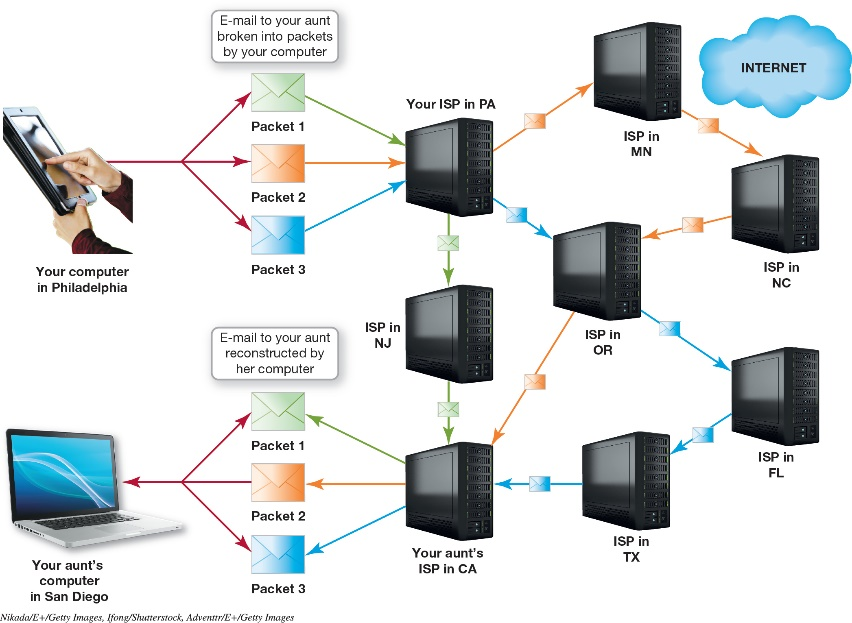 E-mail to your aunt
broken into packets
by your computer
INTERNET
Your ISP in PA
Packet 1
ISP in
MN
Packet 2
Packet 3
Your computer
in Philadelphia
ISP in
NC
E-mail to your aunt
reconstructed by
her computer
ISP in
NJ
ISP in
OR
Packet 1
ISP in
FL
Packet 2
ISP in
TX
Your aunt's
ISP in CA
Your aunt's
computer
in San Diego
Packet 3
Nikada/E+/Getty Images, Ifong/Shutterstock, Adventtr/E+/Getty Images